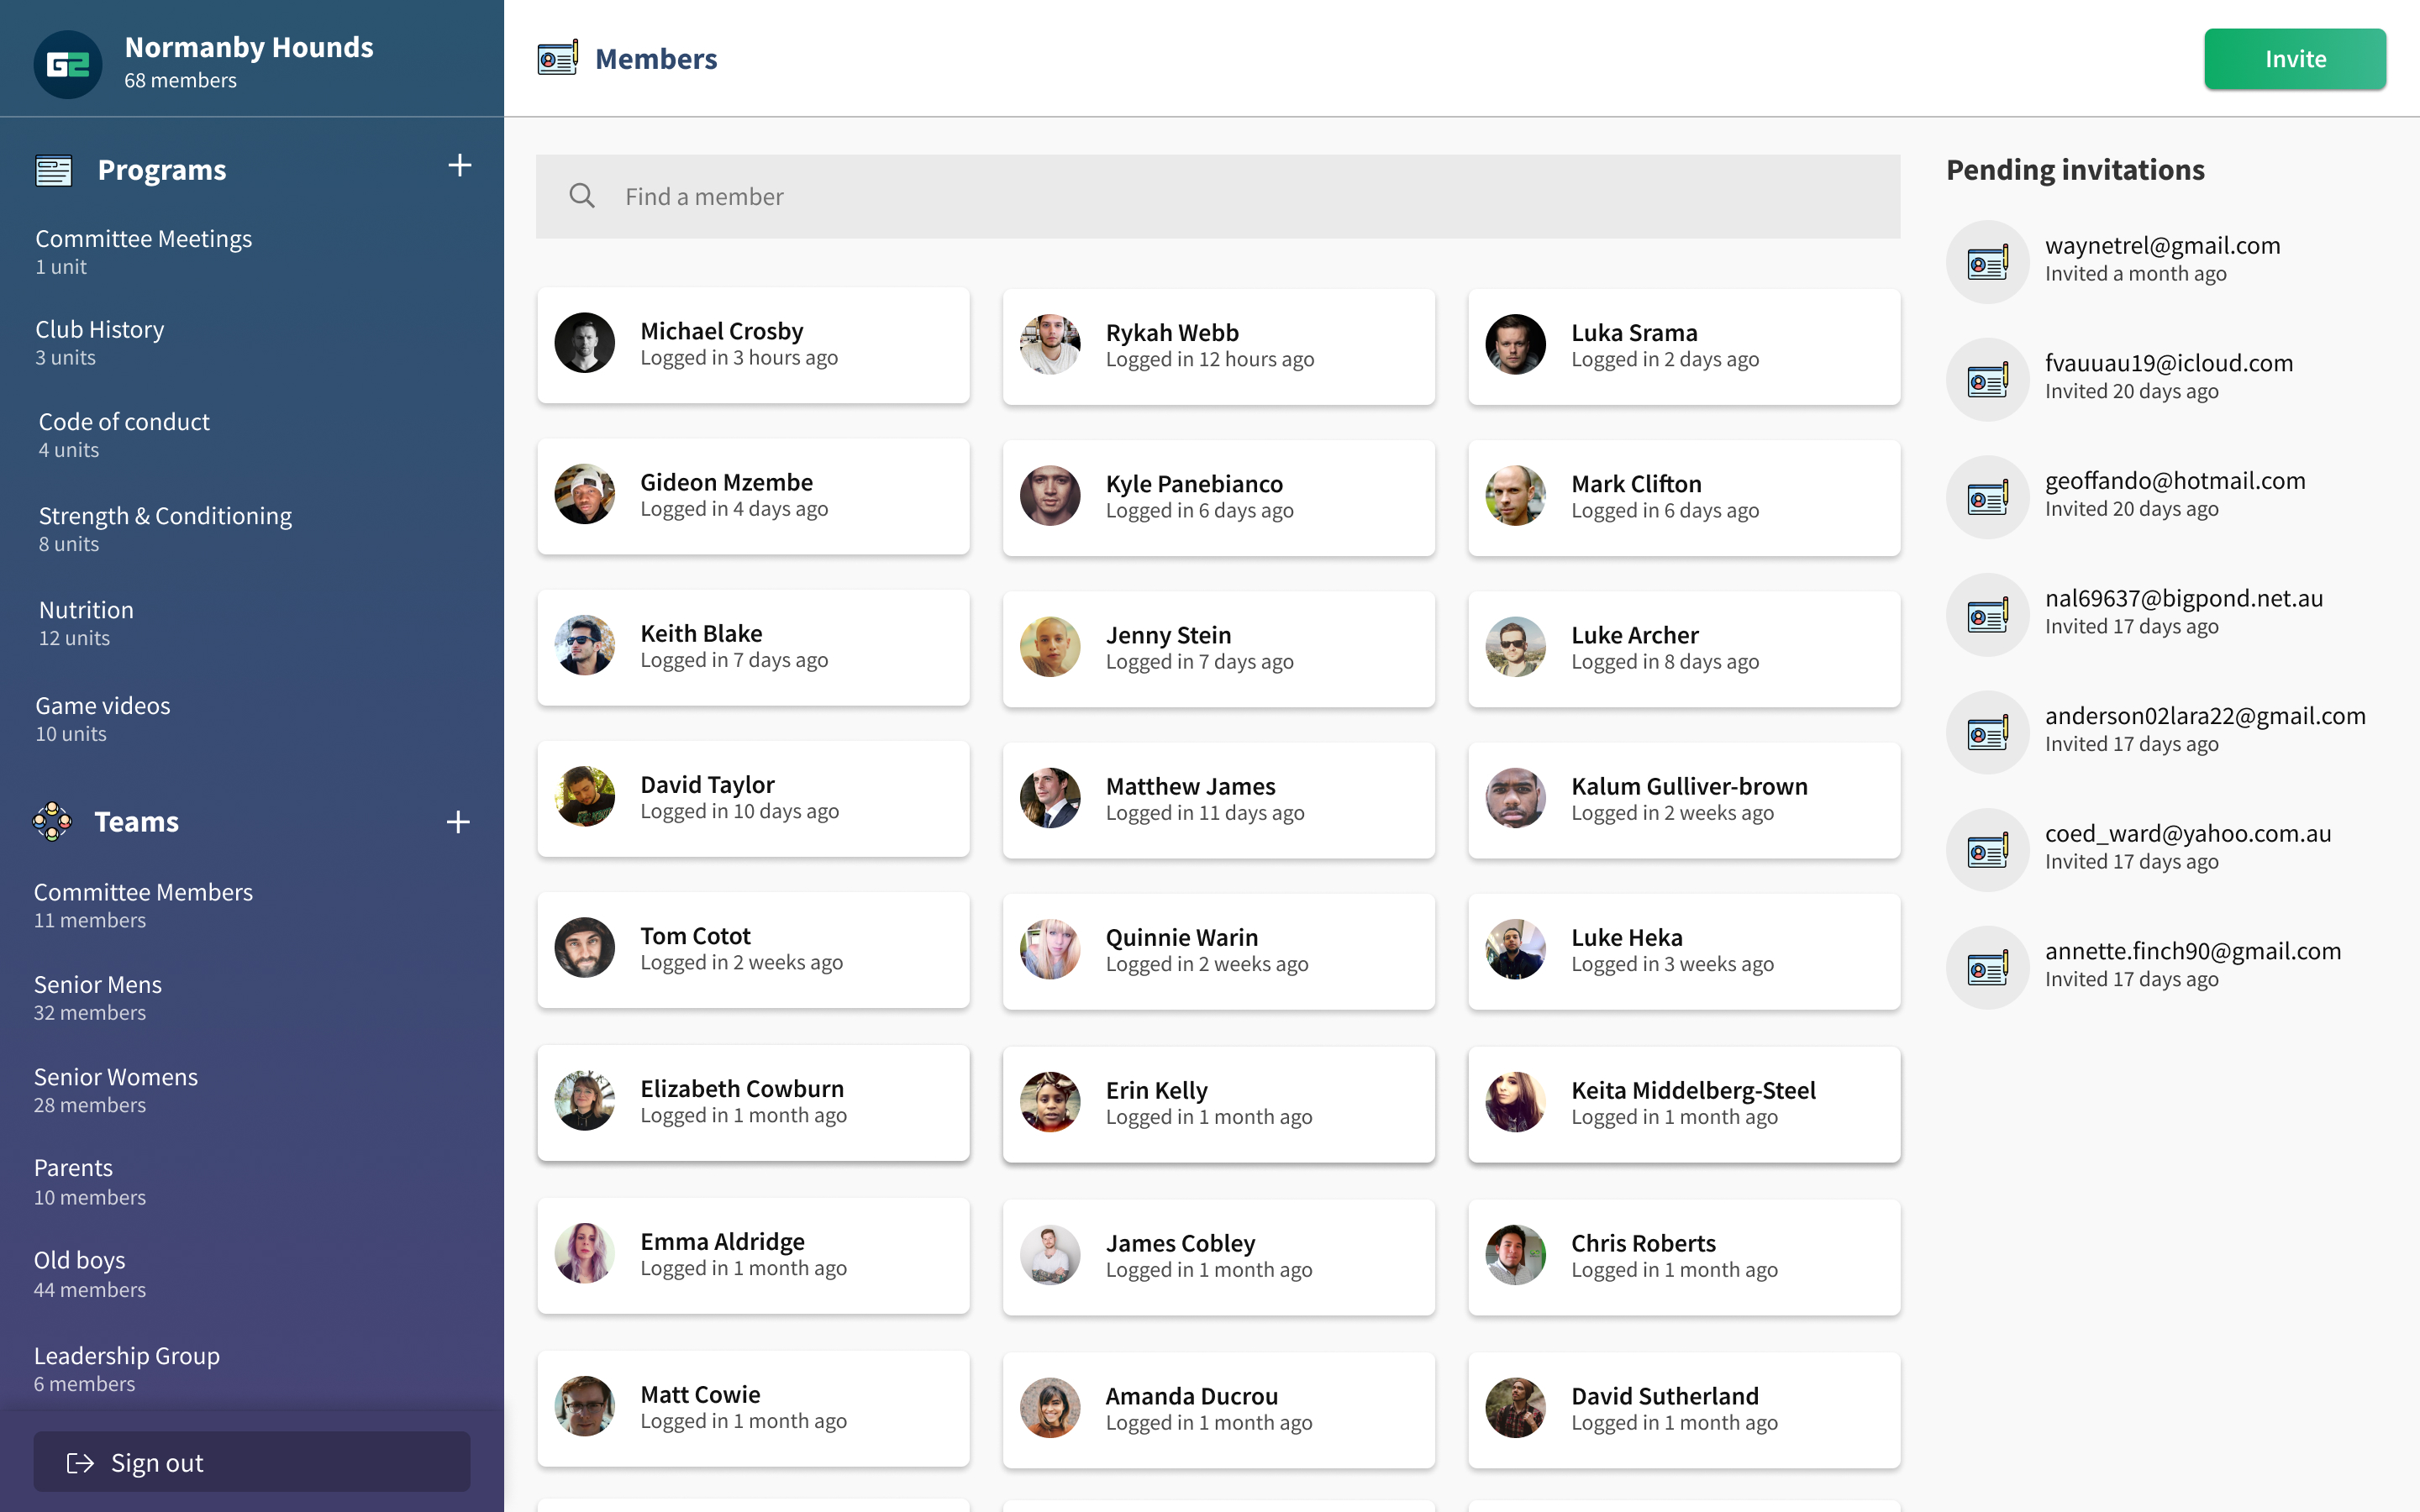 G2
Normanby Hounds
68 members
Programs
Committee Meetings
1 unit
Club History
3 units
Code of conduct
4 units
Strength & Conditioning
8 units
Nutrition
12 units
Game videos
10 units
Teams
Committee Members
11 members
Senior Mens
32 members
Senior Womens
28 members
Parents
10 members
Old boys
44 members
Leadership Group
6 members
Sign out
Members
Invite
Find a member
Michael Crosby
Logged in 3 hours ago
Rykah Webb
Logged in 12 hours ago
Luka Srama
Logged in 2 days ago
Gideon Mzembe
Logged in 4 days ago
Kyle Panebianco
Logged in 6 days ago
Mark Clifton
Logged in 6 days ago
Keith Blake
Logged in 7 days ago
Jenny Stein
Logged in 7 days ago
Luke Archer
Logged in 8 days ago
David Taylor
Logged in 10 days ago
Matthew James
Logged in 11 days ago
Kalum Gulliver-brown
Logged in 2 weeks ago
Tom Cotot
Logged in 2 weeks ago
Quinnie Warin
Logged in 2 weeks ago
Luke Heka
Logged in 3 weeks ago
Elizabeth Cowburn
Logged in 1 month ago
Erin Kelly
Logged in 1 month ago
Keita Middelberg-Steel
Logged in 1 month ago
Emma Aldridge
Logged in 1 month ago
James Cobley
Logged in 1 month ago
Chris Roberts
Logged in 1 month ago
Matt Cowie
Logged in 1 month ago
Amanda Ducrou
Logged in 1 month ago
David Sutherland
Logged in 1 month ago
Pending invitations
waynetrel@gmail.com
Invited a month ago
fvauuau19@icloud.com
Invited 20 days ago
geoffando@hotmail.com
Invited 20 days ago
nal69637@bigpond.net.au
Invited 17 days ago
anderson02lara22@gmail.com
Invited 17 days ago
coed_ward@yahoo.com.au
Invited 17 days ago
annette.finch90@gmail.com
Invited 17 days ago